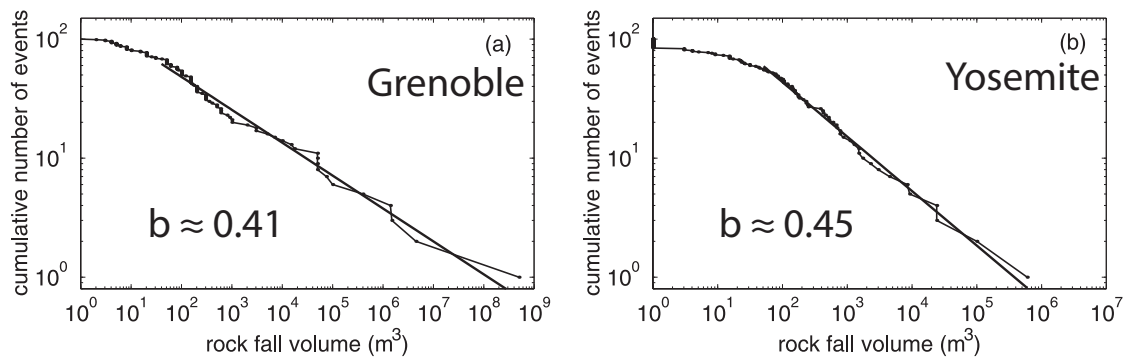 (a)
Grenoble
b ≈ 0.41
cumulative number of events
10² 
10¹
10⁰
10⁰ 10¹ 10² 10³ 10⁴ 10⁵ 10⁶ 10⁷ 10⁸ 10⁹
rock fall volume (m³)
(b)
Yosemite
b ≈ 0.45
cumulative number of events
10²
10¹
10⁰
10⁰ 10¹ 10² 10³ 10⁴ 10⁵ 10⁶ 10⁷
rock fall volume (m³)